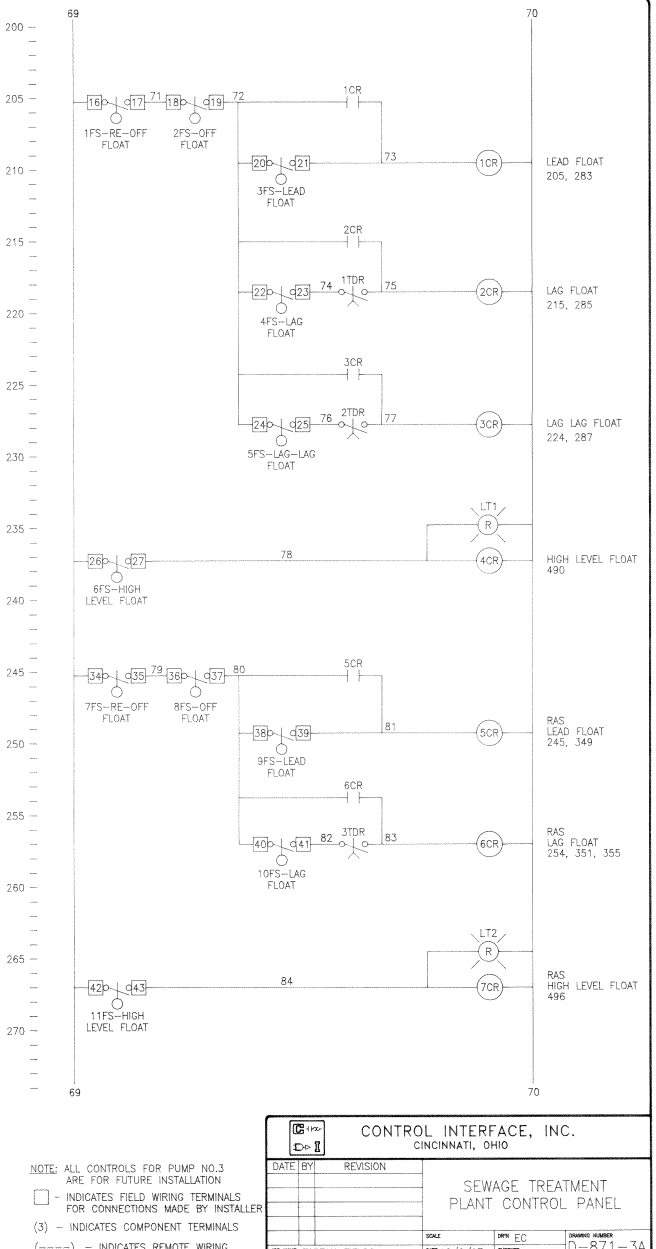 69 70
200
205
210
215
220
225
230
235
240
245
250
255
260
265
270
16 17 71 18 19 72
1FS-RE-OFF
FLOAT
2FS-OFF
FLOAT
1CR
20 21 73 1CR
3FS-LEAD
FLOAT
LEAD FLOAT
205, 283
2CR
22 23 74 1TDR 75 2CR
4FS-LAG
FLOAT
LAG FLOAT
215, 285
3CR
24 25 76 2TDR 77 3CR
5FS-LAG-LAG
FLOAT
LAG LAG FLOAT
224, 287
LT1
R
26 27 78 4CR
6FS-HIGH
LEVEL FLOAT
HIGH LEVEL FLOAT
490
34 35 79 36 37 80
7FS-RE-OFF
FLOAT
8FS-OFF
FLOAT
5CR
38 39 81 5CR
9FS-LEAD
FLOAT
RAS
LEAD FLOAT
245, 349
6CR
40 41 82 3TDR 83 6CR
10FS-LAG
FLOAT
RAS
LAG FLOAT
254, 351, 355
LT2
R
42 43 84 7CR
11FS-HIGH
LEVEL FLOAT
RAS
HIGH LEVEL FLOAT
496
69 70
NOTE: ALL CONTROLS FOR PUMP NO.3
ARE FOR FUTURE INSTALLATION
- INDICATES FIELD WIRING TERMINALS
FOR CONNECTIONS MADE BY INSTALLER
(3) - INDICATES COMPONENT TERMINALS
(----) - INDICATES REMOTE WIRING
CONTROL INTERFACE, INC.
CINCINNATI, OHIO
DATE BY REVISION
SEWAGE TREATMENT
PLANT CONTROL PANEL
SCALE
DR'N EC
DRAWING NUMBER
D-871-3A